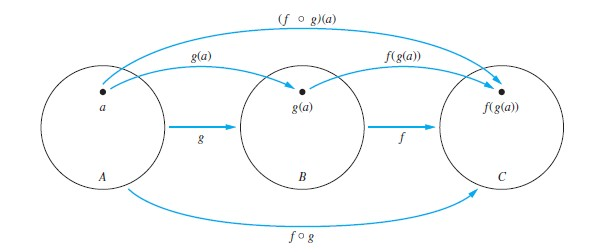 (f ∘ g)(a)
g(a) f(g(a))
a g(a) f(g(a))
g f
A B C
f ∘ g